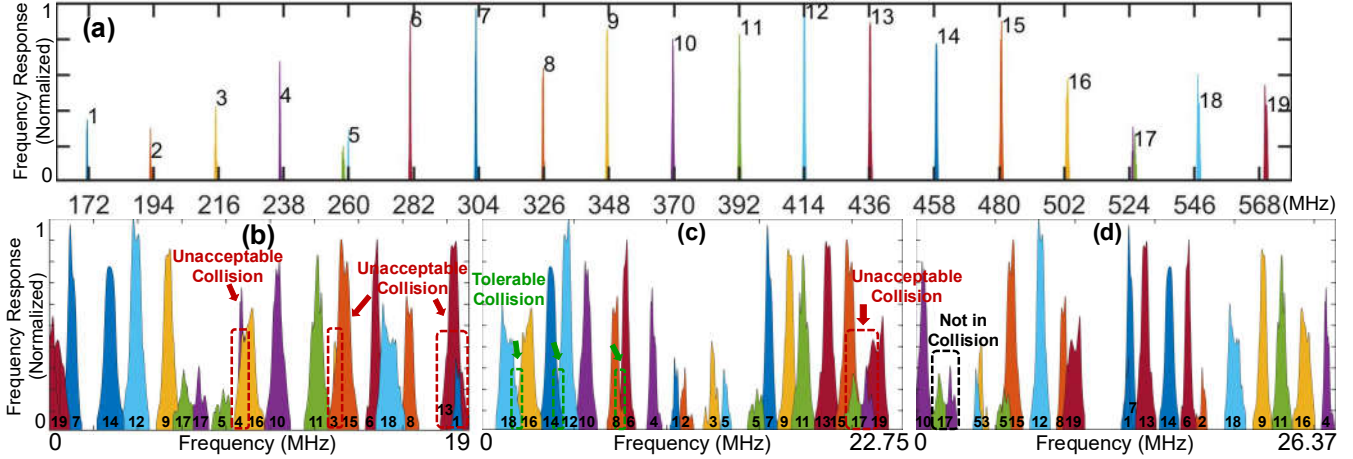 Frequency Response
(Normalized)
1
0
(a)
1
2
3
4
5
6
7
8
9
10
11
12
13
14
15
16
17
18
19
172 194 216 238 260 282 304 326 348 370 392 414 436 458 480 502 524 546 568 (MHz)
Frequency Response
(Normalized)
1
0
(b)
Unacceptable
Collision
Unacceptable
Collision
19 7 14 12 9 17 17 5 4 16 10 11 3 15 6 18 8 13 1
0 Frequency (MHz) 19
(c)
Tolerable
Collision
Unacceptable
Collision
18 16 14 12 10 8 6 4 12 3 5 5 7 9 11 13 15 17 19
0 Frequency (MHz) 22.75
(d)
Not in
Collision
10 17 53 5 15 12 8 19 7 1 13 14 6 2 18 9 11 16 4
0 Frequency (MHz) 26.37